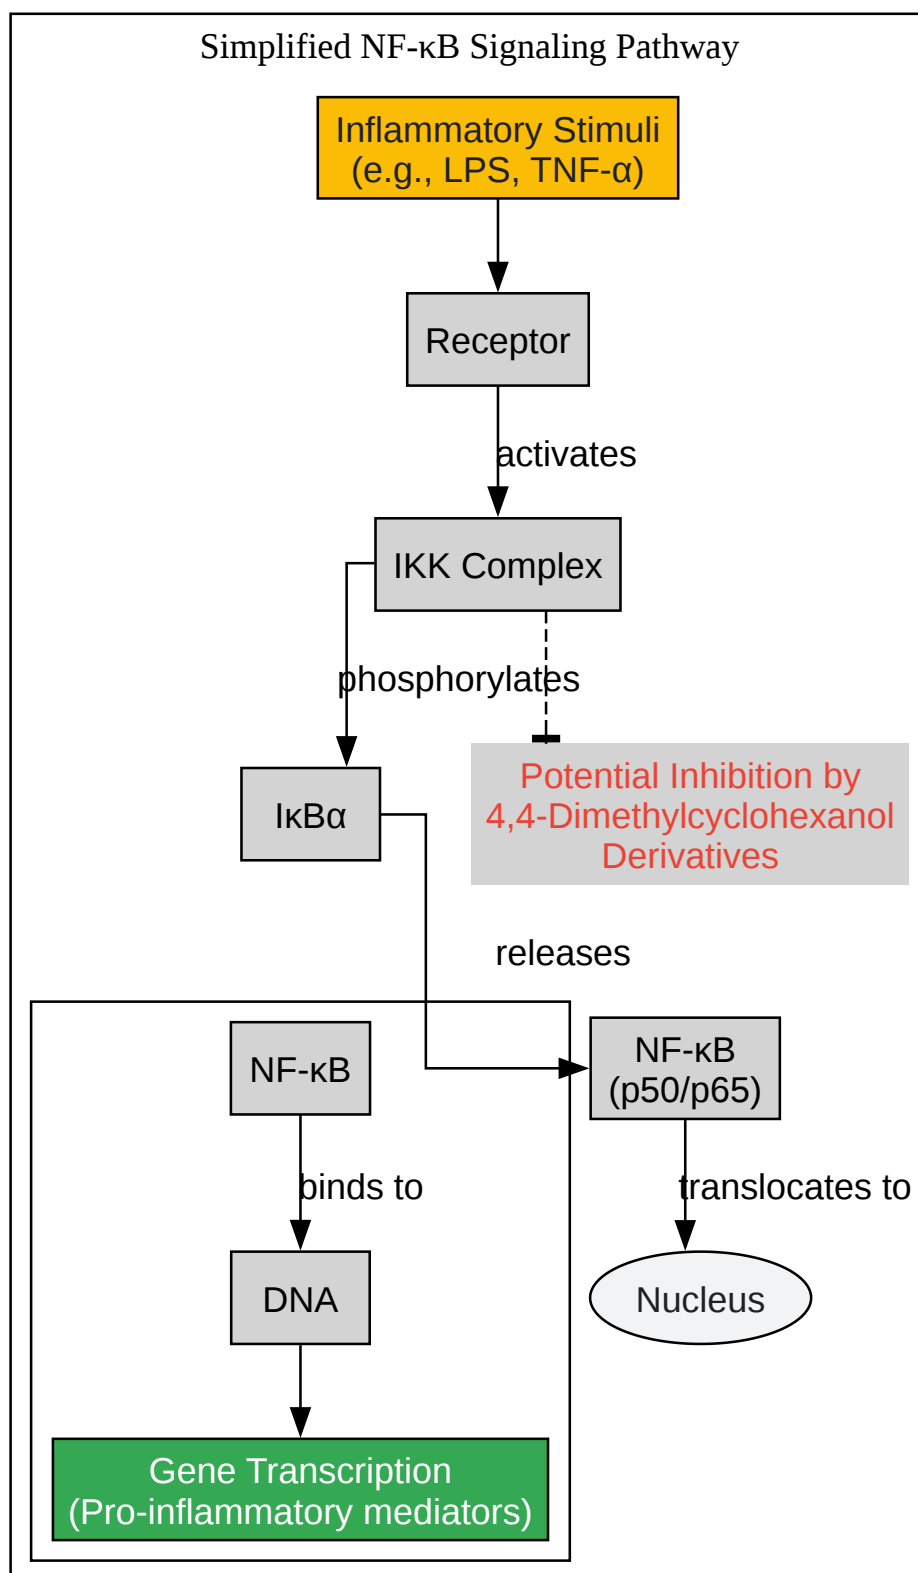 Simplified NF-κB Signaling Pathway
Inflammatory Stimuli
(e.g., LPS, TNF-α)
Receptor
activates
IKK Complex
phosphorylates
IκBα
Potential Inhibition by
4,4-Dimethylcyclohexanol
Derivatives
releases
NF-κB
(p50/p65)
translocates to
Nucleus
NF-κB
binds to
DNA
Gene Transcription
(Pro-inflammatory mediators)